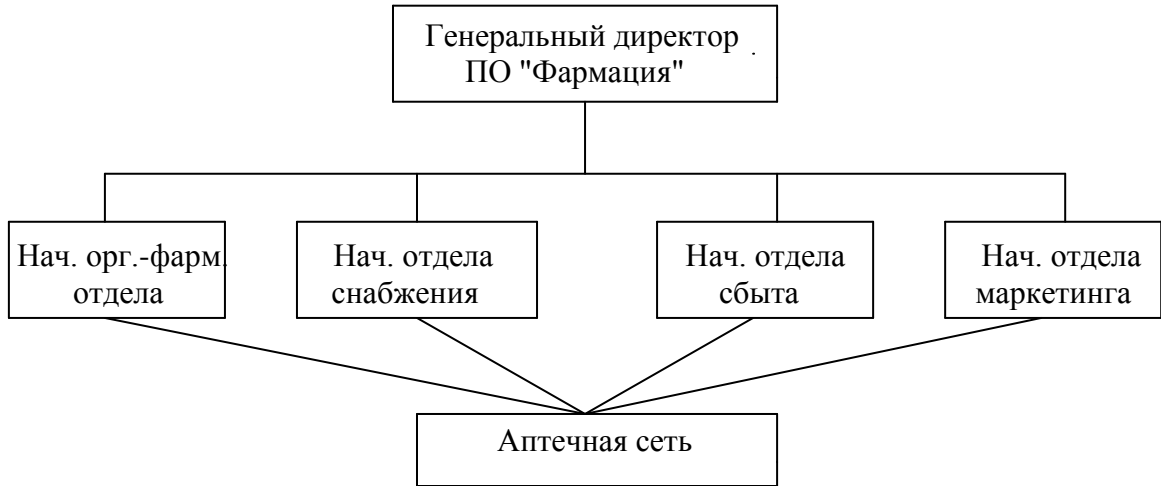 Генеральный директор
ПО "Фармация"
Нач. орг.-фарм.
отдела
Нач. отдела
снабжения
Нач. отдела
сбыта
Нач. отдела
маркетинга
Аптечная сеть